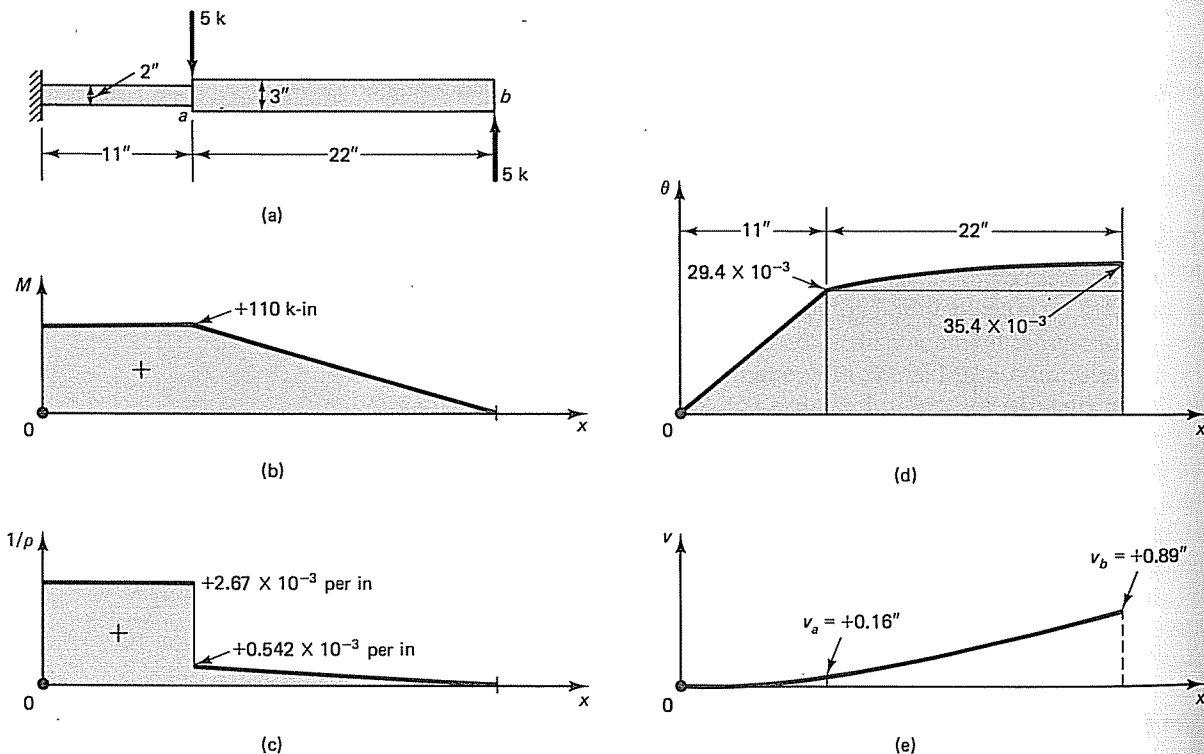 5 k
2"
3"
a
b
11"
22"
5 k
(a)
M
+110 k-in
+
0
x
(b)
1/ρ
+2.67 X 10⁻³ per in
+
+0.542 X 10⁻³ per in
0
x
(c)
θ
11"
22"
29.4 X 10⁻³
35.4 X 10⁻³
0
x
(d)
v
v_b = +0.89"
v_a = +0.16"
0
x
(e)